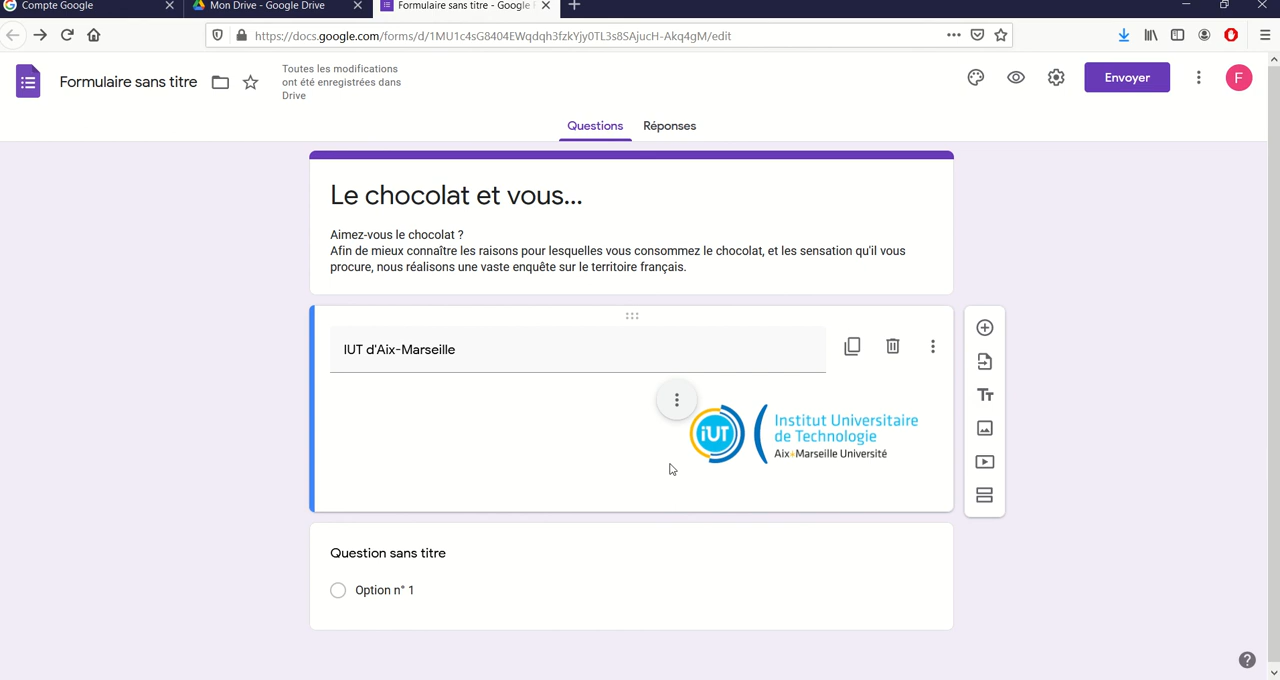 Compte Google
Mon Drive - Google Drive
Formulaire sans titre - Google F
https://docs.google.com/forms/d/1MU1c4sG8404EWqdqh3fzkYjy0TL3s8SAjucH-Akq4gM/edit
Formulaire sans titre
Toutes les modifications
ont été enregistrées dans
Drive
Envoyer
F
Questions
Réponses
Le chocolat et vous...
Aimez-vous le chocolat ?
Afin de mieux connaître les raisons pour lesquelles vous consommez le chocolat, et les sensation qu'il vous
procure, nous réalisons une vaste enquête sur le territoire français.
IUT d'Aix-Marseille
Tт
iUT
Institut Universitaire
de Technologie
Aix+Marseille Université
Question sans titre
Option n° 1